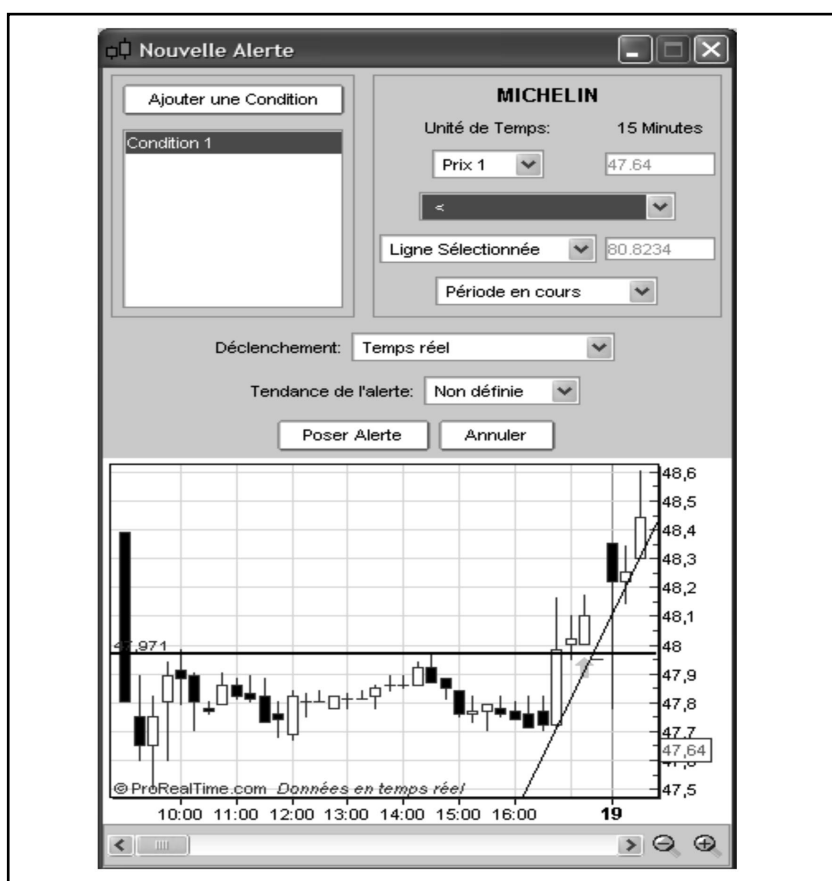 Nouvelle Alerte
Ajouter une Condition
Condition 1
MICHELIN
Unité de Temps: 15 Minutes
Prix 1 47.64
<
Ligne Sélectionnée 80.8234
Période en cours
Déclenchement: Temps réel
Tendance de l'alerte: Non définie
Poser Alerte Annuler
48,6
48,5
48,4
48,3
48,2
48,1
47,971
48
47,9
47,8
47,7
47,64
47,5
© ProRealTime.com Données en temps réel
10:00 11:00 12:00 13:00 14:00 15:00 16:00 19